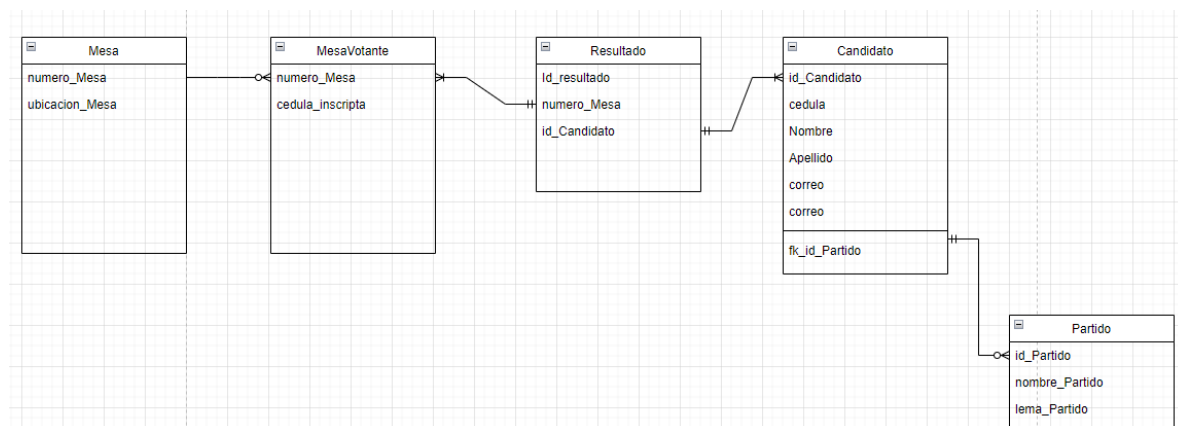 Mesa
numero_Mesa
ubicacion_Mesa
MesaVotante
numero_Mesa
cedula_inscripta
Resultado
Id_resultado
numero_Mesa
id_Candidato
Candidato
id_Candidato
cedula
Nombre
Apellido
correo
correo
fk_id_Partido
Partido
id_Partido
nombre_Partido
lema_Partido